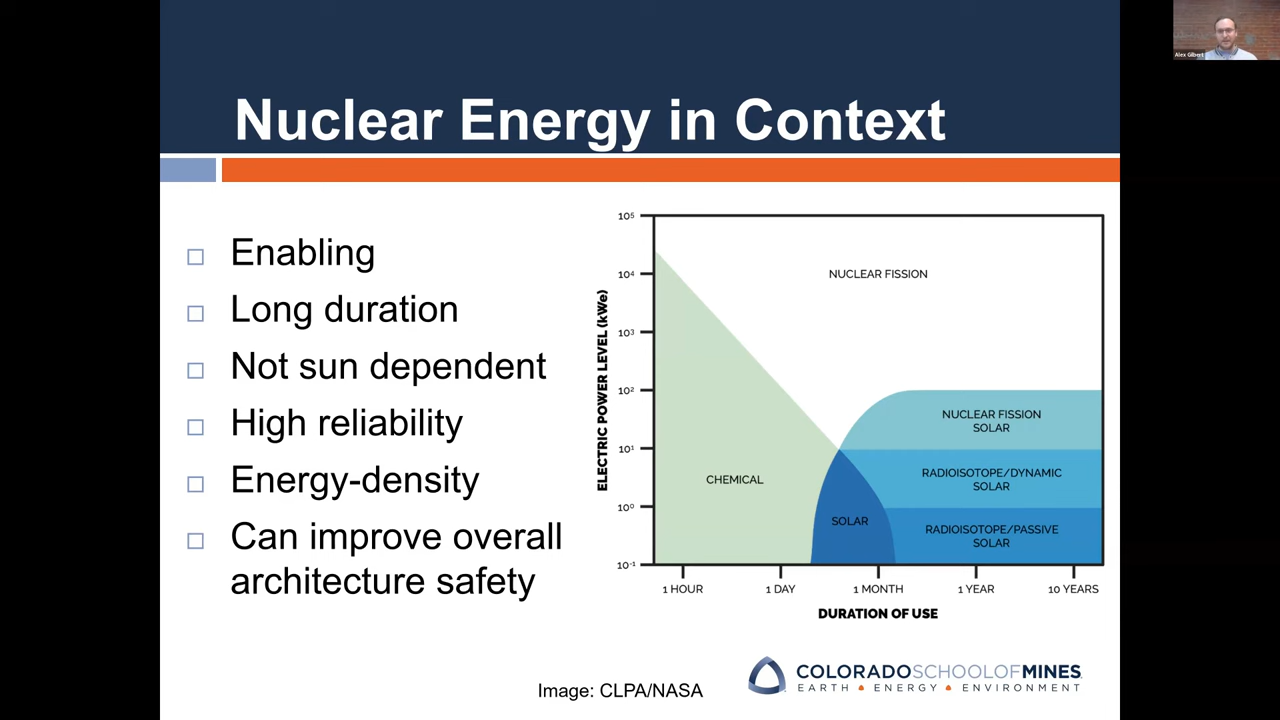 Alex Gilbert
Nuclear Energy in Context
Enabling
Long duration
Not sun dependent
High reliability
Energy-density
Can improve overall
architecture safety
ELECTRIC POWER LEVEL (kWe)
10⁵
10⁴
10³
10²
10¹
10⁰
10⁻¹
NUCLEAR FISSION
NUCLEAR FISSION
SOLAR
RADIOISOTOPE/DYNAMIC
SOLAR
RADIOISOTOPE/PASSIVE
SOLAR
CHEMICAL
SOLAR
1 HOUR 1 DAY 1 MONTH 1 YEAR 10 YEARS
DURATION OF USE
Image: CLPA/NASA
COLORADOSCHOOLOFMINES
EARTH • ENERGY • ENVIRONMENT